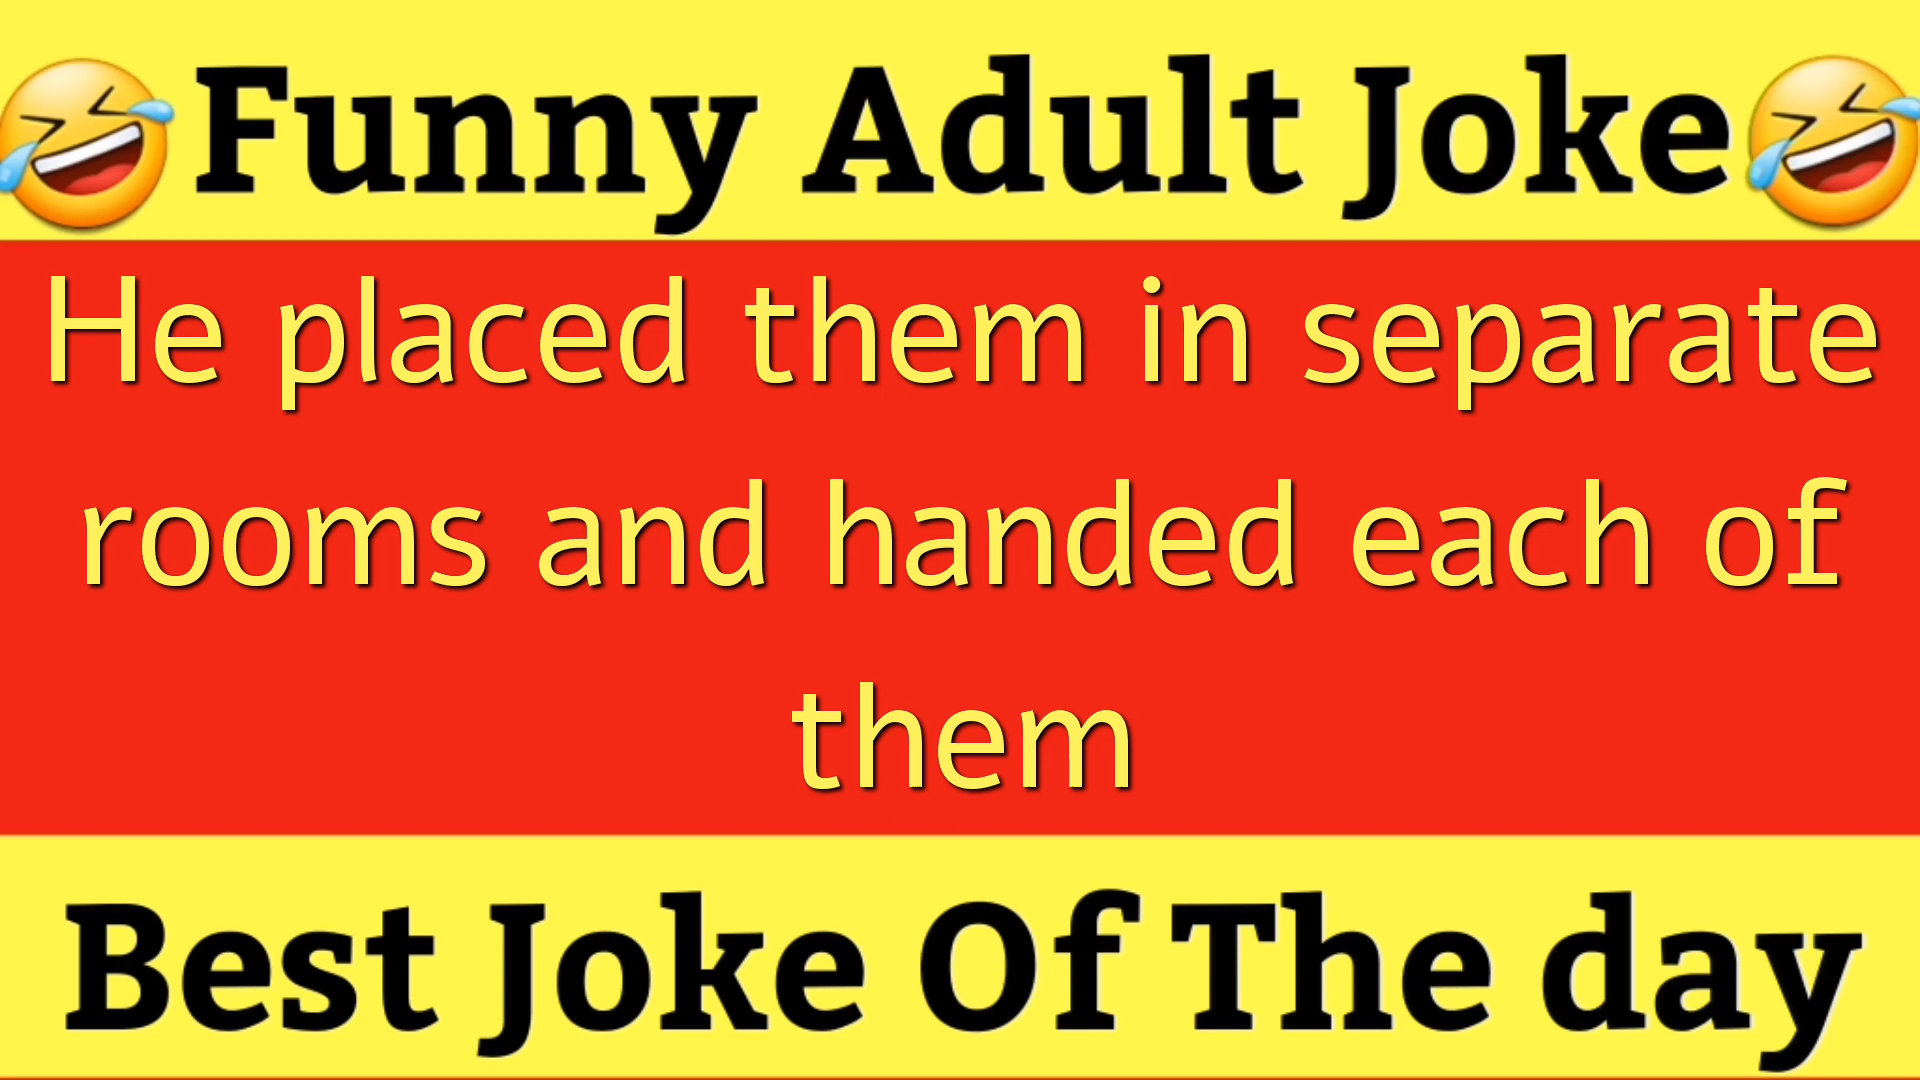 🤣Funny Adult Joke🤣
He placed them in separate
rooms and handed each of
them
Best Joke Of The day